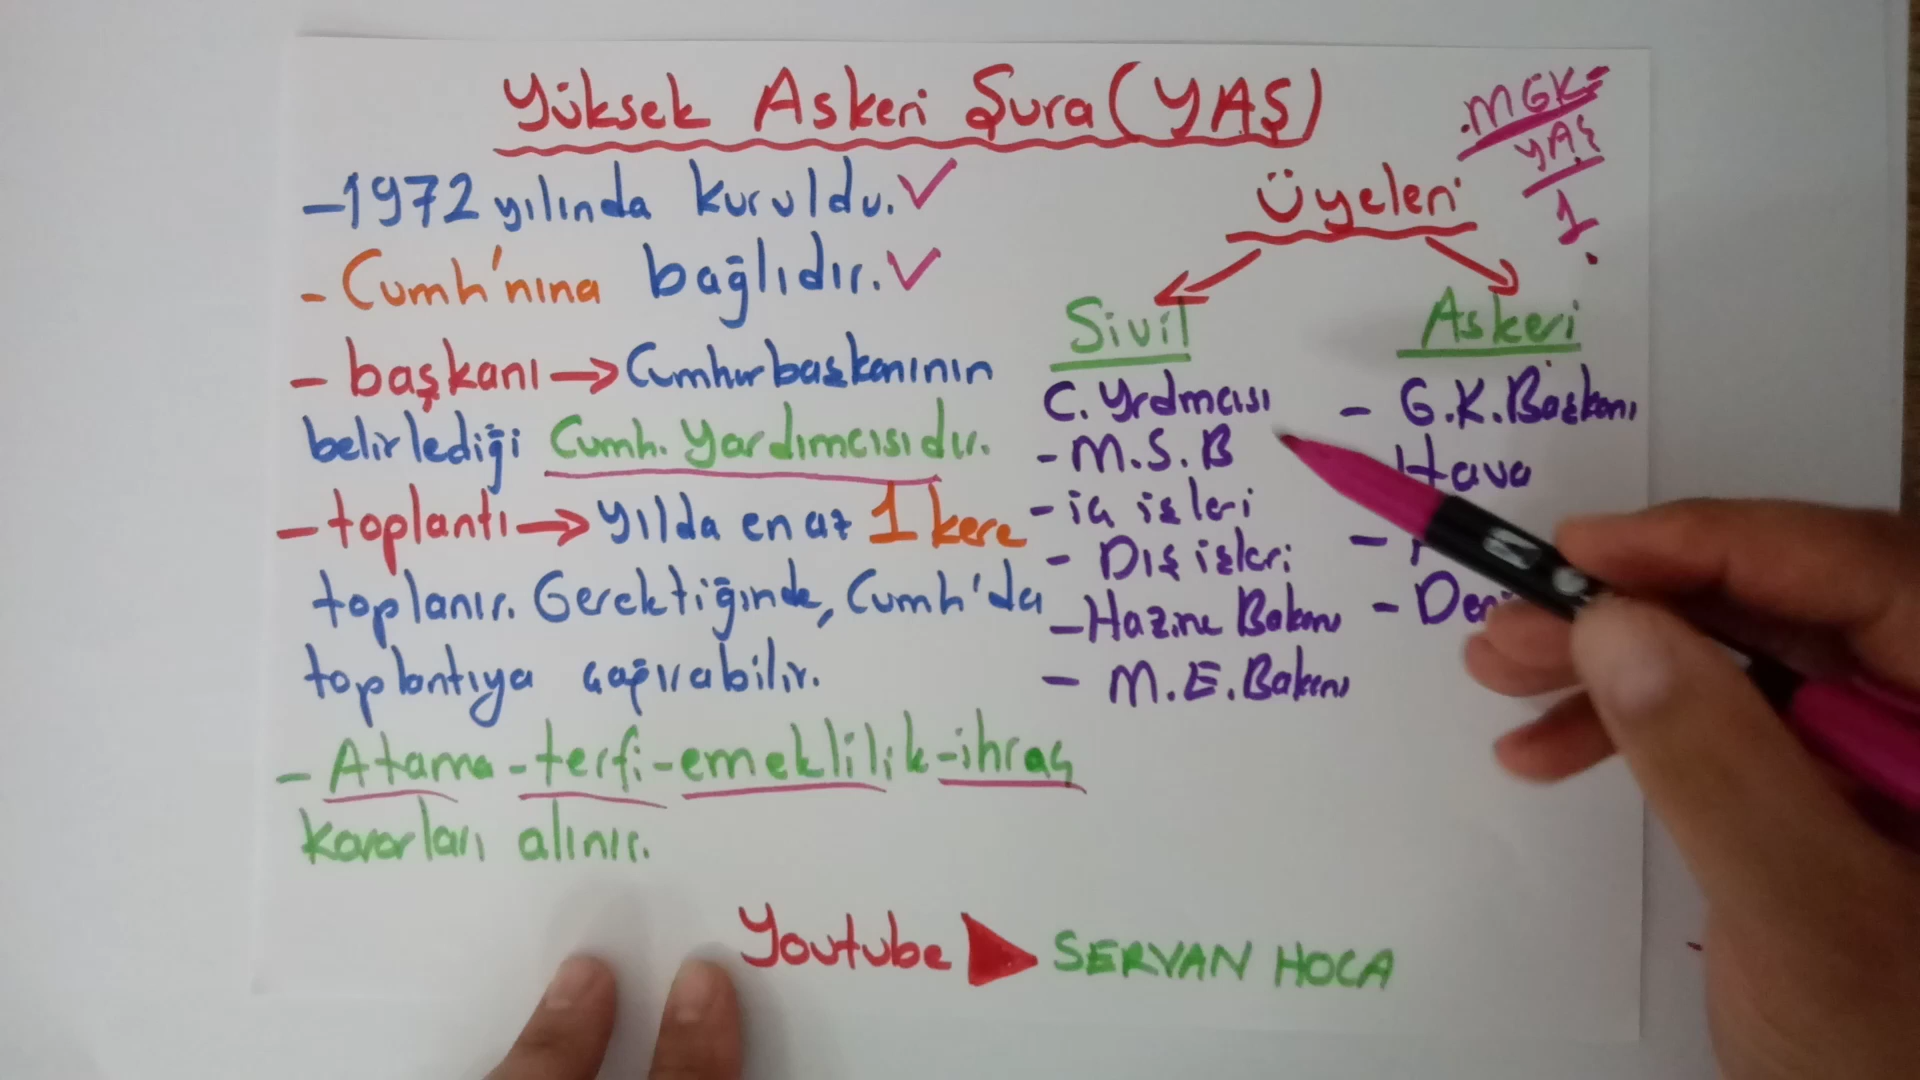 Yüksek Askeri Şura (YAŞ)
MGK
YAŞ
1
-1972 yılında kuruldu. ✓
- Cumh'nına bağlıdır. ✓
- başkanı → Cumhurbaşkanının
belirlediği Cumh. Yardımcısıdır.
- toplantı → yılda en az 1 kere
toplanır. Gerektiğinde, Cumh'da
toplantıya çağırabilir.
- Atama - terfi - emeklilik - ihraç
kararları alınır.
Üyeleri
Sivil
C. Yrdmcısı
- M.S.B
- iç işleri
- Dış işleri
- Hazine Bakanı
- M.E.Bakanı
Askeri
- G.K.Başkanı
Hava
Youtube ▶ SERVAN HOCA